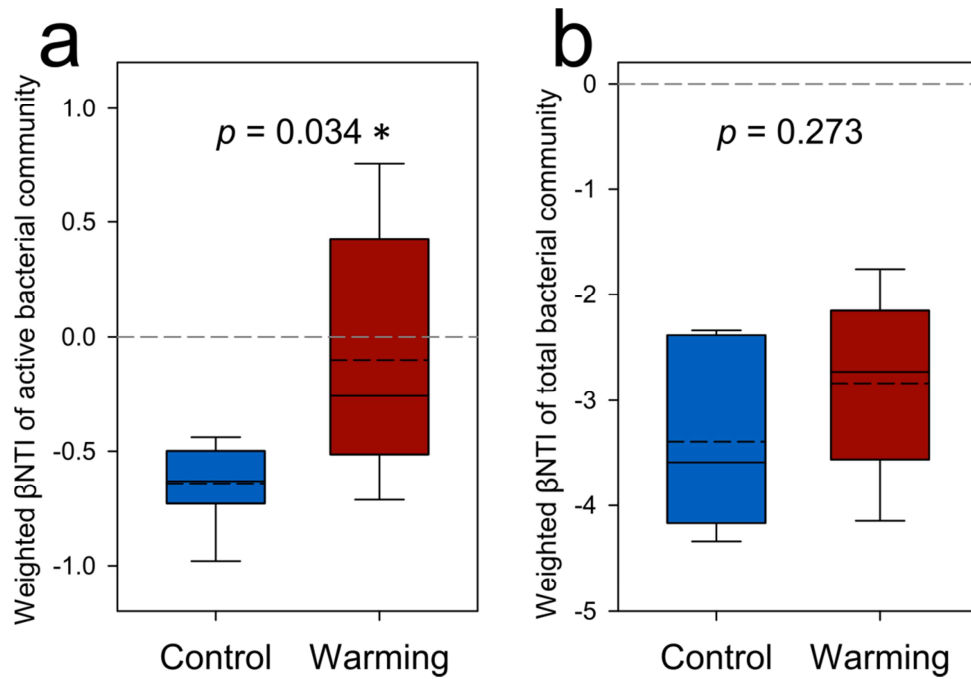 a
Weighted βNTI of active bacterial community
1.0
0.5
0.0
-0.5
-1.0
p = 0.034 *
Control
Warming
b
Weighted βNTI of total bacterial community
0
-1
-2
-3
-4
-5
p = 0.273
Control
Warming